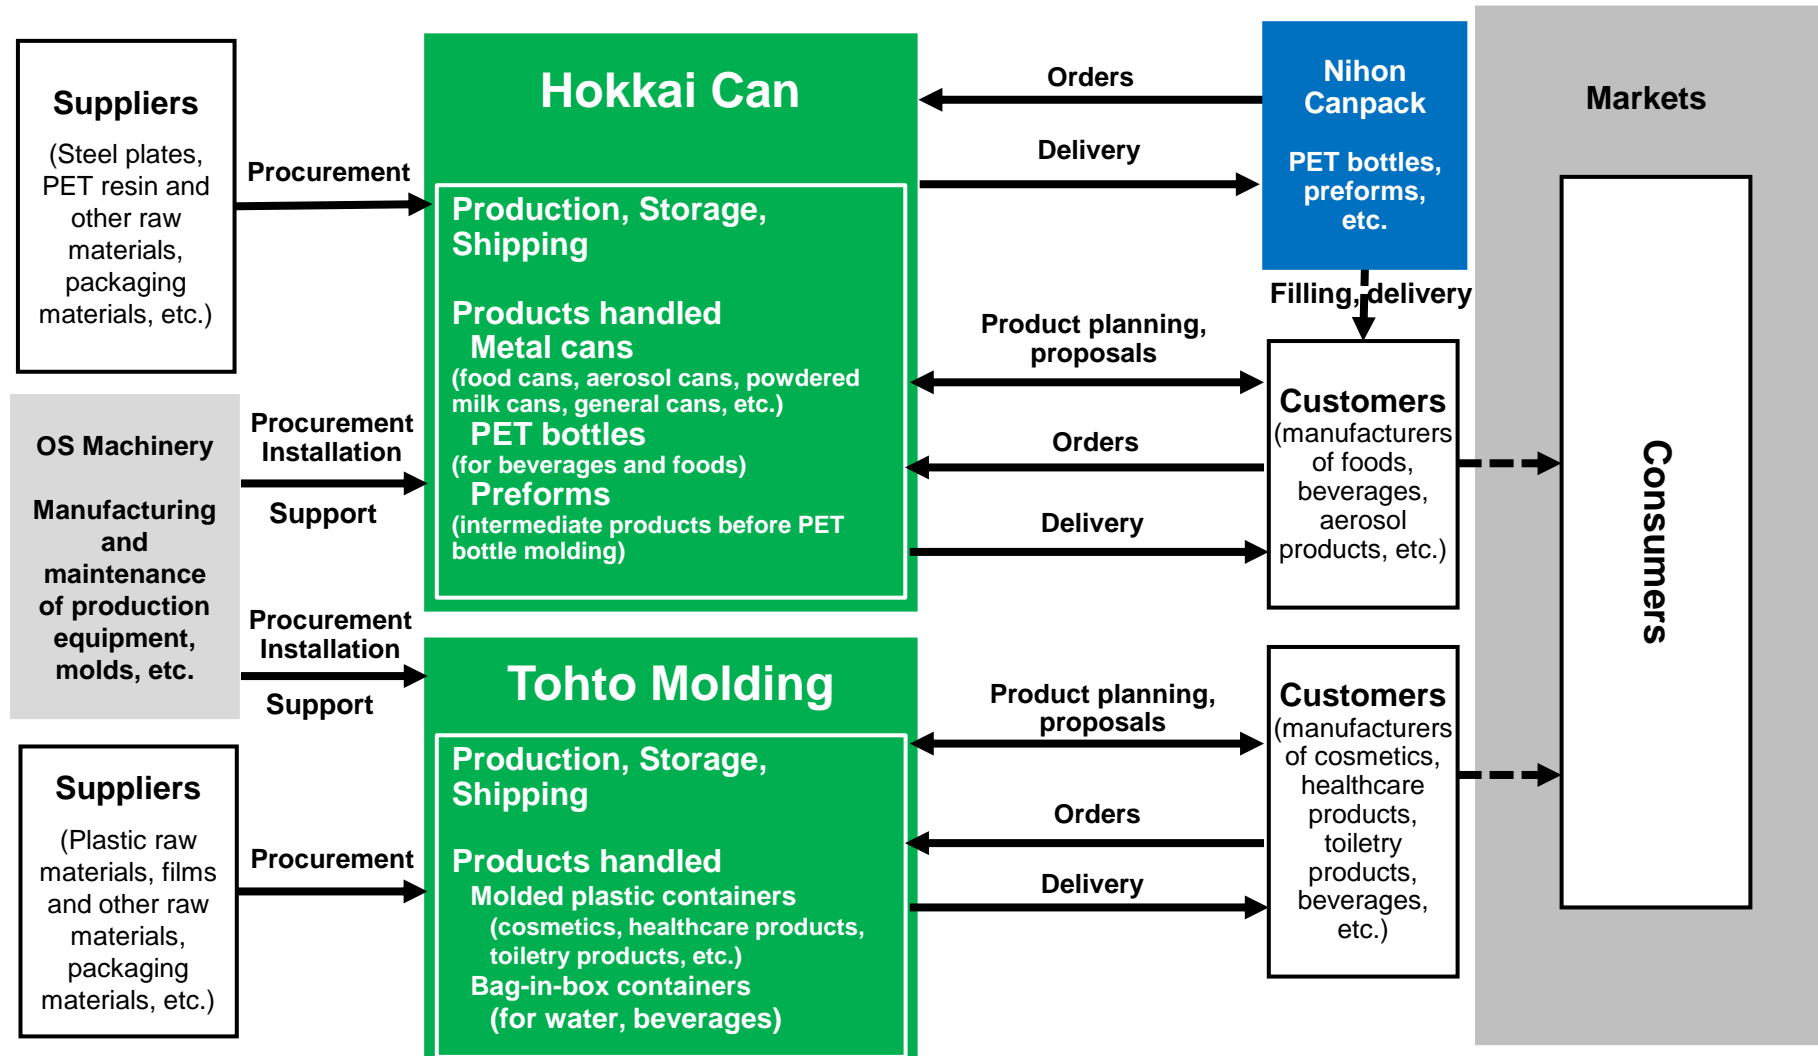 Suppliers
(Steel plates,
PET resin and
other raw
materials,
packaging
materials, etc.)
Procurement
OS Machinery
Manufacturing
and
maintenance
of production
equipment,
molds, etc.
Procurement
Installation
Support
Procurement
Installation
Support
Suppliers
(Plastic raw
materials, films
and other raw
materials,
packaging
materials, etc.)
Procurement
Hokkai Can
Production, Storage,
Shipping
Products handled
Metal cans
(food cans, aerosol cans, powdered
milk cans, general cans, etc.)
PET bottles
(for beverages and foods)
Preforms
(intermediate products before PET
bottle molding)
Tohto Molding
Production, Storage,
Shipping
Products handled
Molded plastic containers
(cosmetics, healthcare products,
toiletry products, etc.)
Bag-in-box containers
(for water, beverages)
Orders
Delivery
Product planning,
proposals
Orders
Delivery
Product planning,
proposals
Orders
Delivery
Nihon
Canpack
PET bottles,
preforms,
etc.
Filling, delivery
Customers
(manufacturers
of foods,
beverages,
aerosol
products, etc.)
Customers
(manufacturers
of cosmetics,
healthcare
products,
toiletry
products,
beverages,
etc.)
Markets
Consumers